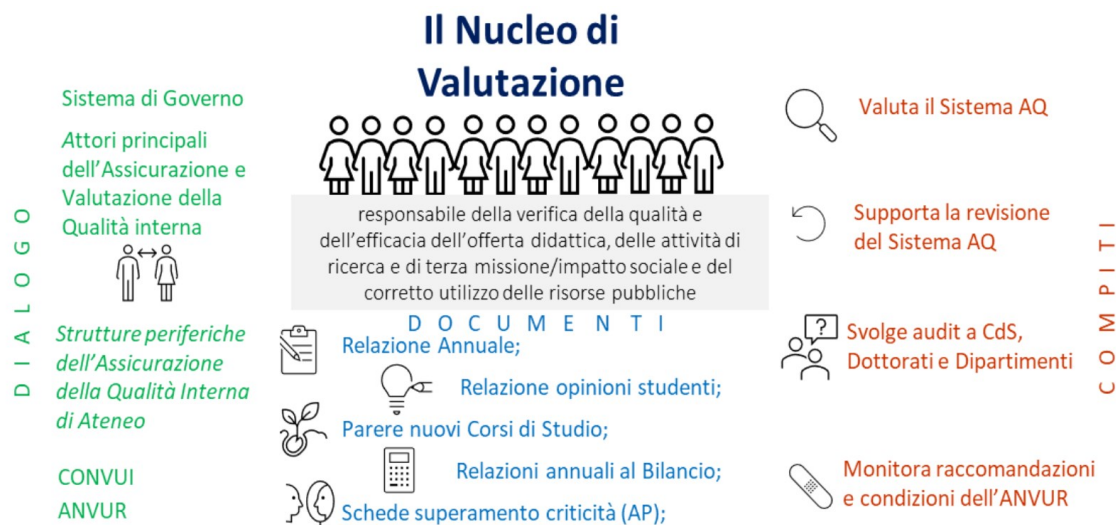 Il Nucleo di
Valutazione
responsabile della verifica della qualità e
dell'efficacia dell'offerta didattica, delle attività di
ricerca e di terza missione/impatto sociale e del
corretto utilizzo delle risorse pubbliche
DIALOGO
Sistema di Governo
Attori principali
dell'Assicurazione e
Valutazione della
Qualità interna
Strutture periferiche
dell'Assicurazione
della Qualità Interna
di Ateneo
CONVUI
ANVUR
DOCUMENTI
Relazione Annuale;
Relazione opinioni studenti;
Parere nuovi Corsi di Studio;
Relazioni annuali al Bilancio;
Schede superamento criticità (AP);
COMPITI
Valuta il Sistema AQ
Supporta la revisione
del Sistema AQ
?
Svolge audit a CdS,
Dottorati e Dipartimenti
Monitora raccomandazioni
e condizioni dell'ANVUR